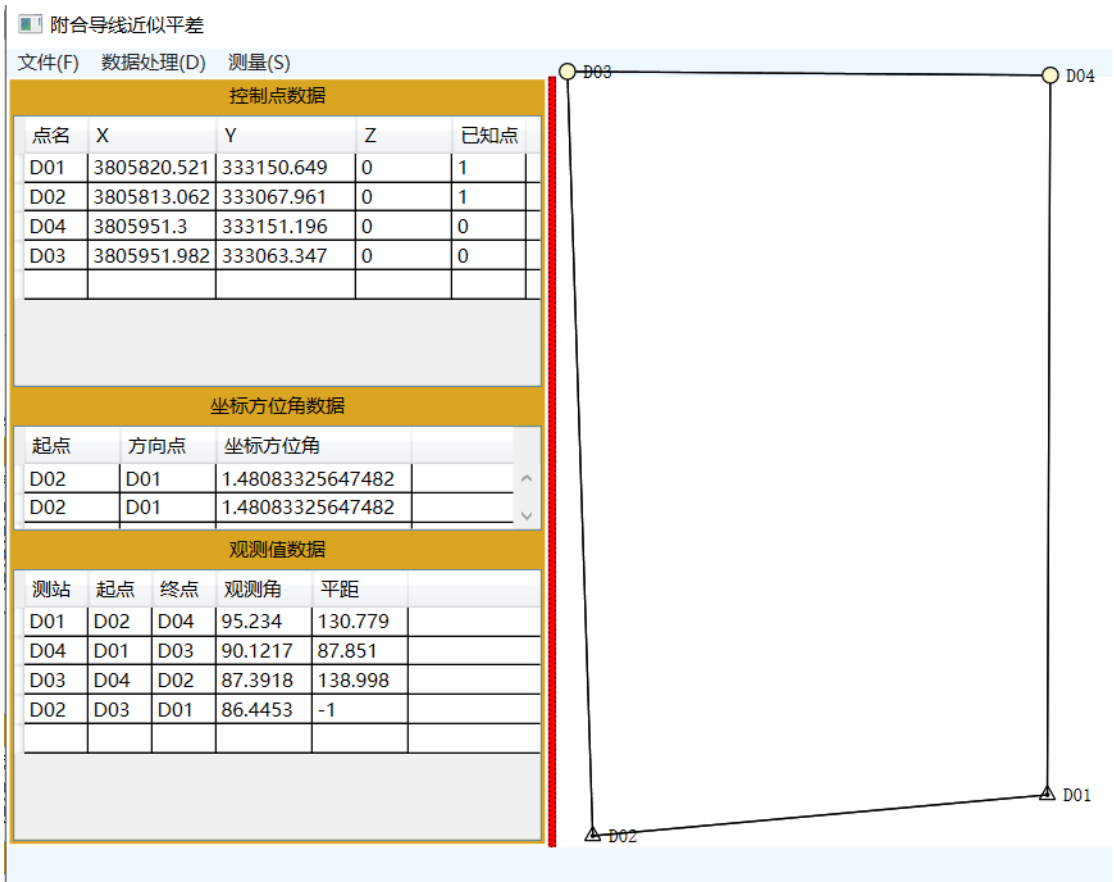 附合导线近似平差
文件(F) 数据处理(D) 测量(S)
控制点数据
点名 X Y Z 已知点
D01 3805820.521 333150.649 0 1
D02 3805813.062 333067.961 0 1
D04 3805951.3 333151.196 0 0
D03 3805951.982 333063.347 0 0
坐标方位角数据
起点 方向点 坐标方位角
D02 D01 1.48083325647482
D02 D01 1.48083325647482
观测值数据
测站 起点 终点 观测角 平距
D01 D02 D04 95.234 130.779
D04 D01 D03 90.1217 87.851
D03 D04 D02 87.3918 138.998
D02 D03 D01 86.4453 -1
D03
D04
D01
D02